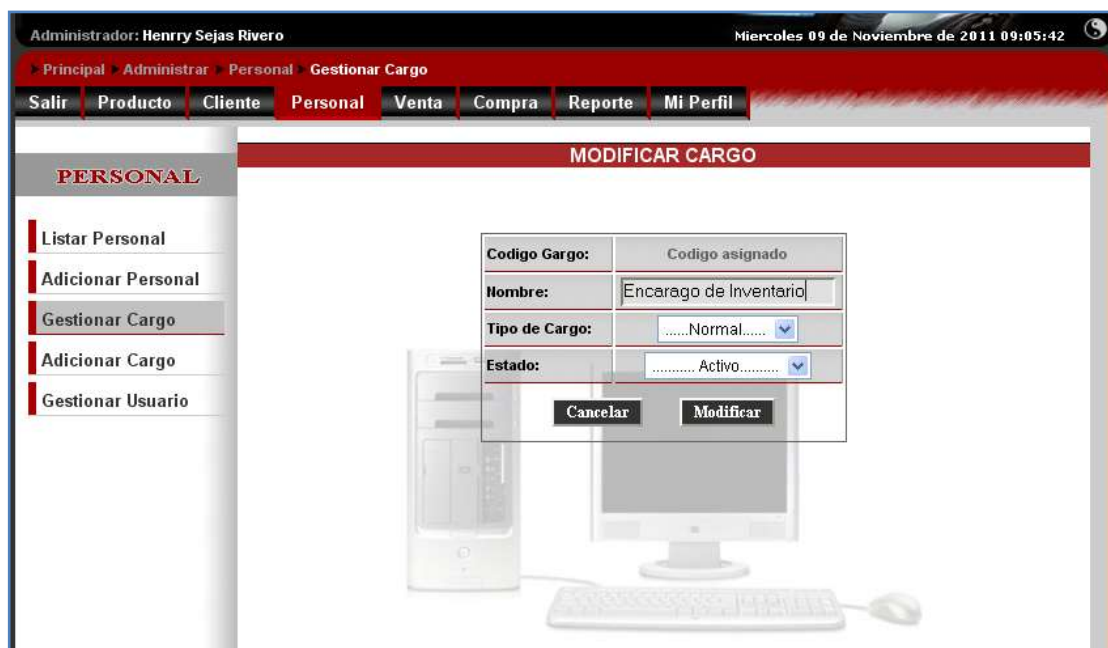 Administrador: Henrry Sejas Rivero Miercoles 09 de Noviembre de 2011 09:05:42
Principal Administrar Personal Gestionar Cargo
Salir Producto Cliente Personal Venta Compra Reporte Mi Perfil
MODIFICAR CARGO
PERSONAL
Listar Personal
Adicionar Personal
Gestionar Cargo
Adicionar Cargo
Gestionar Usuario
Codigo Gargo: Codigo asignado
Nombre: Encarago de Inventario
Tipo de Cargo: ......Normal......
Estado: ........... Activo..........
Cancelar Modificar